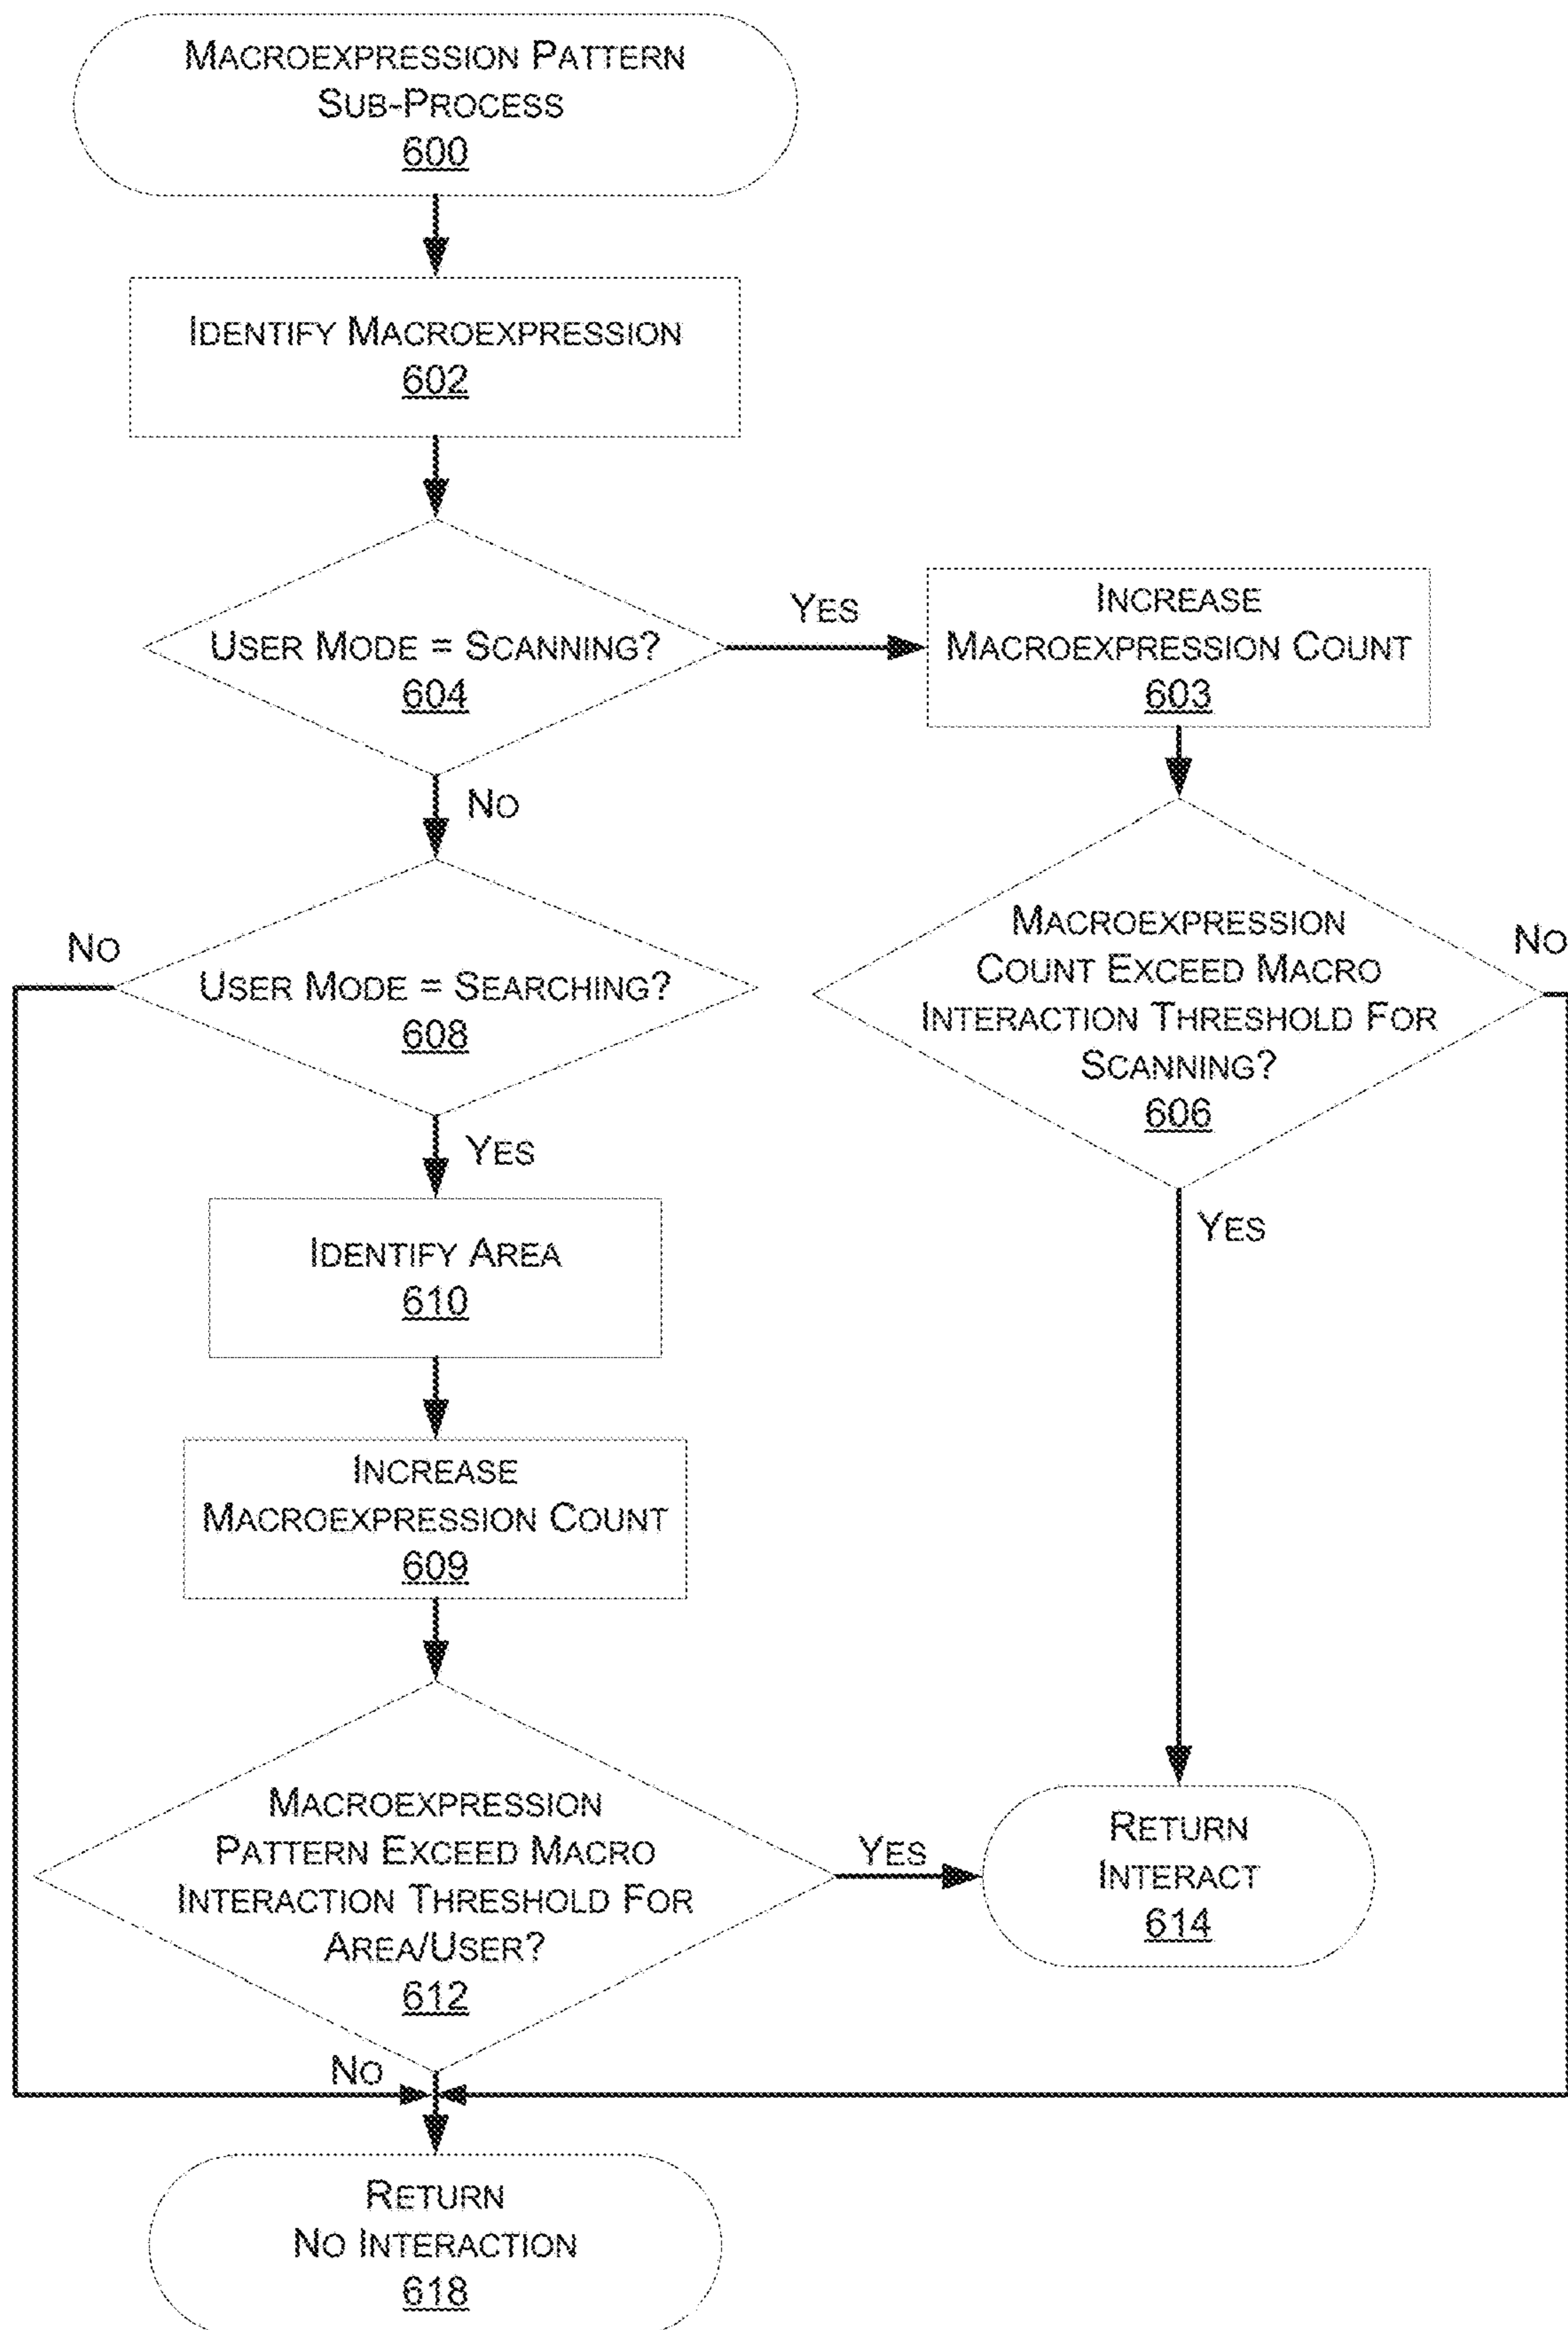 MACROEXPRESSION PATTERN
SUB-PROCESS
600
IDENTIFY MACROEXPRESSION
602
USER MODE = SCANNING?
604
YES
INCREASE
MACROEXPRESSION COUNT
603
NO
MACROEXPRESSION
COUNT EXCEED MACRO
INTERACTION THRESHOLD FOR
SCANNING?
606
NO
YES
USER MODE = SEARCHING?
608
NO
YES
IDENTIFY AREA
610
INCREASE
MACROEXPRESSION COUNT
609
MACROEXPRESSION
PATTERN EXCEED MACRO
INTERACTION THRESHOLD FOR
AREA/USER?
612
YES
RETURN
INTERACT
614
NO
RETURN
NO INTERACTION
618